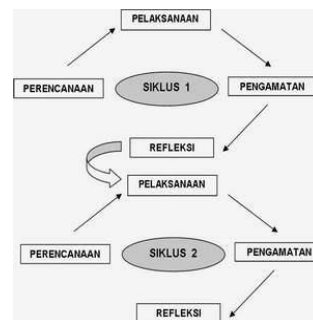 PELAKSANAAN
PERENCANAAN
SIKLUS 1
PENGAMATAN
REFLEKSI
PELAKSANAAN
PERENCANAAN
SIKLUS 2
PENGAMATAN
REFLEKSI